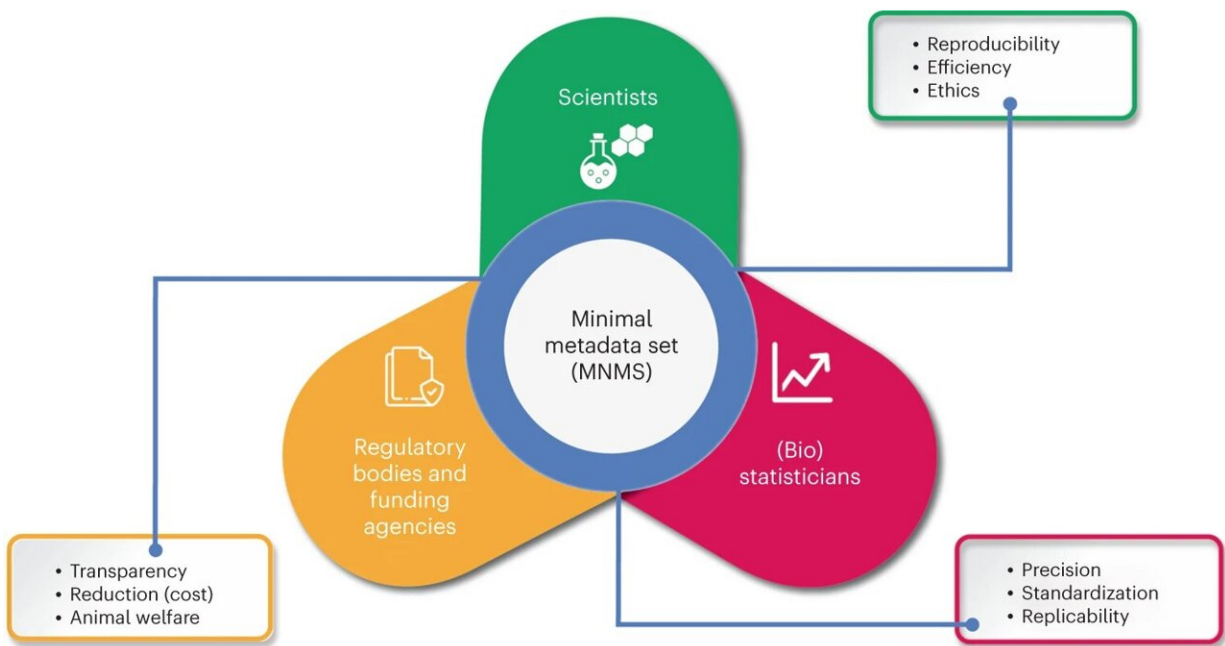 Scientists
• Reproducibility
• Efficiency
• Ethics
Minimal
metadata set
(MNMS)
Regulatory
bodies and
funding
agencies
(Bio)
statisticians
• Transparency
• Reduction (cost)
• Animal welfare
• Precision
• Standardization
• Replicability